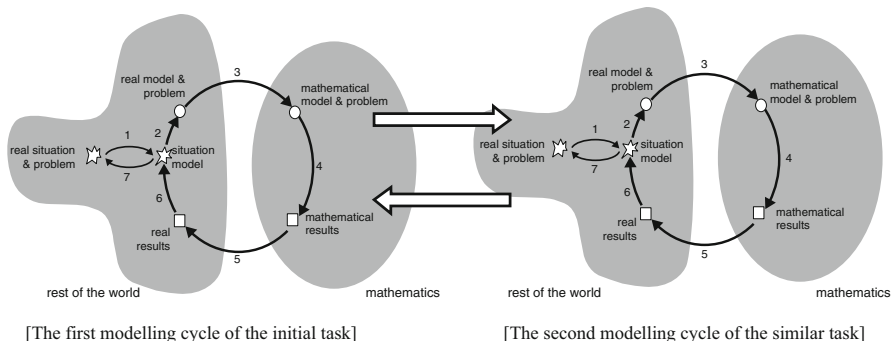 real model &
problem
3
mathematical
model & problem
1
2
real situation
& problem
situation
model
7
4
6
real
results
mathematical
results
5
rest of the world
mathematics
[The first modelling cycle of the initial task]
real model &
problem
3
mathematical
model & problem
1
2
real situation
& problem
situation
model
7
4
6
real
results
mathematical
results
5
rest of the world
mathematics
[The second modelling cycle of the similar task]